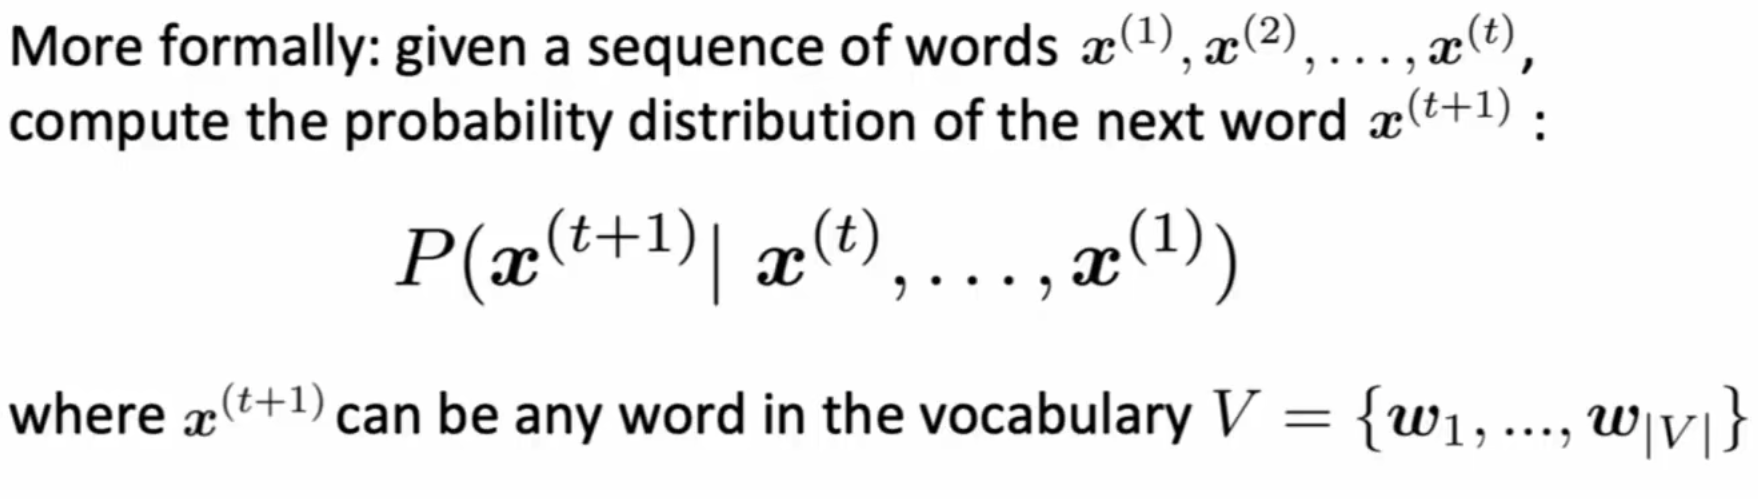 More formally: given a sequence of words $\boldsymbol{x}^{(1)}, \boldsymbol{x}^{(2)}, \ldots, \boldsymbol{x}^{(t)}$,
compute the probability distribution of the next word $\boldsymbol{x}^{(t+1)}$ :
$P(\boldsymbol{x}^{(t+1)} | \boldsymbol{x}^{(t)}, \ldots, \boldsymbol{x}^{(1)})$
where $\boldsymbol{x}^{(t+1)}$ can be any word in the vocabulary $V = \{\boldsymbol{w}_1, ..., \boldsymbol{w}_{|V|}\}$